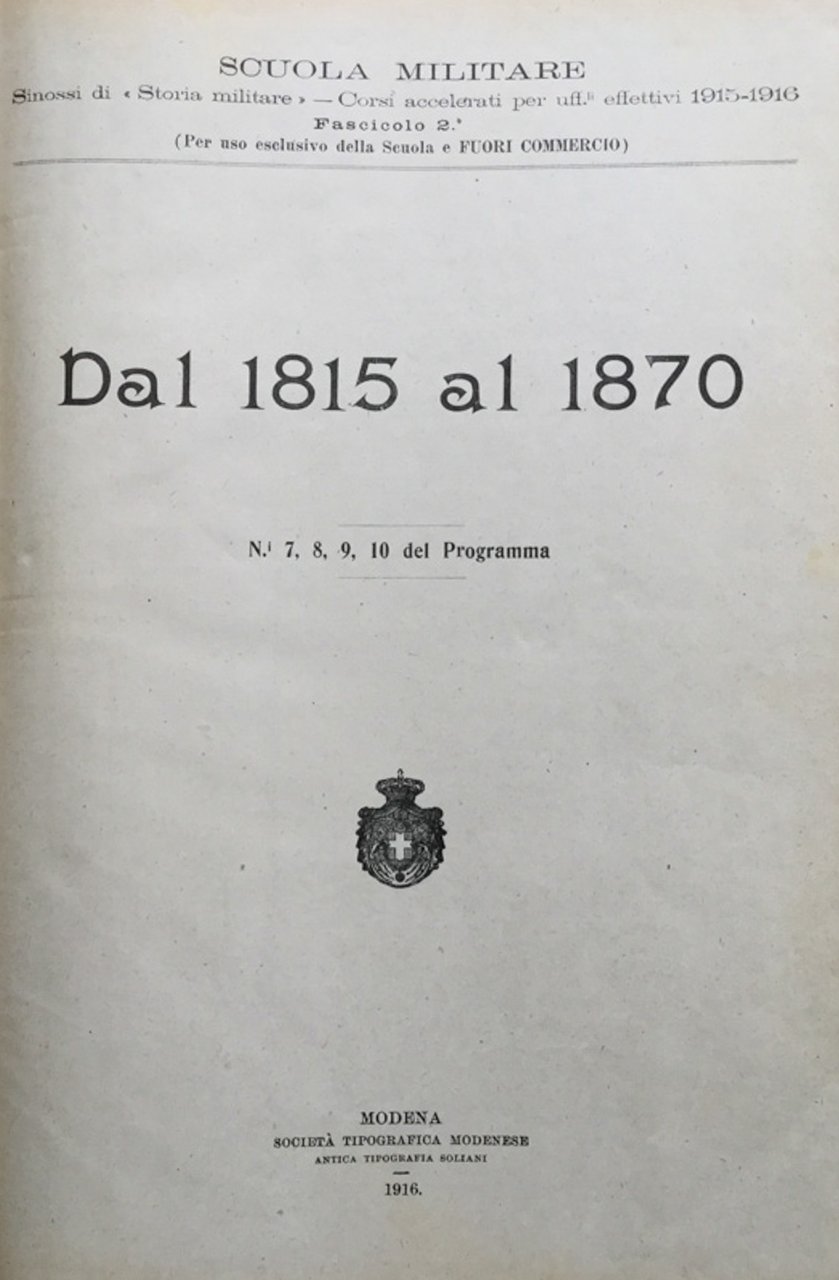 SCUOLA MILITARE
Sinossi di « Storia militare » — Corsi accelerati per uff.li effettivi 1915-1916
Fascicolo 2.°
(Per uso esclusivo della Scuola e FUORI COMMERCIO)
Dal 1815 al 1870
N.i 7, 8, 9, 10 del Programma
MODENA
SOCIETÀ TIPOGRAFICA MODENESE
ANTICA TIPOGRAFIA SOLIANI
1916.